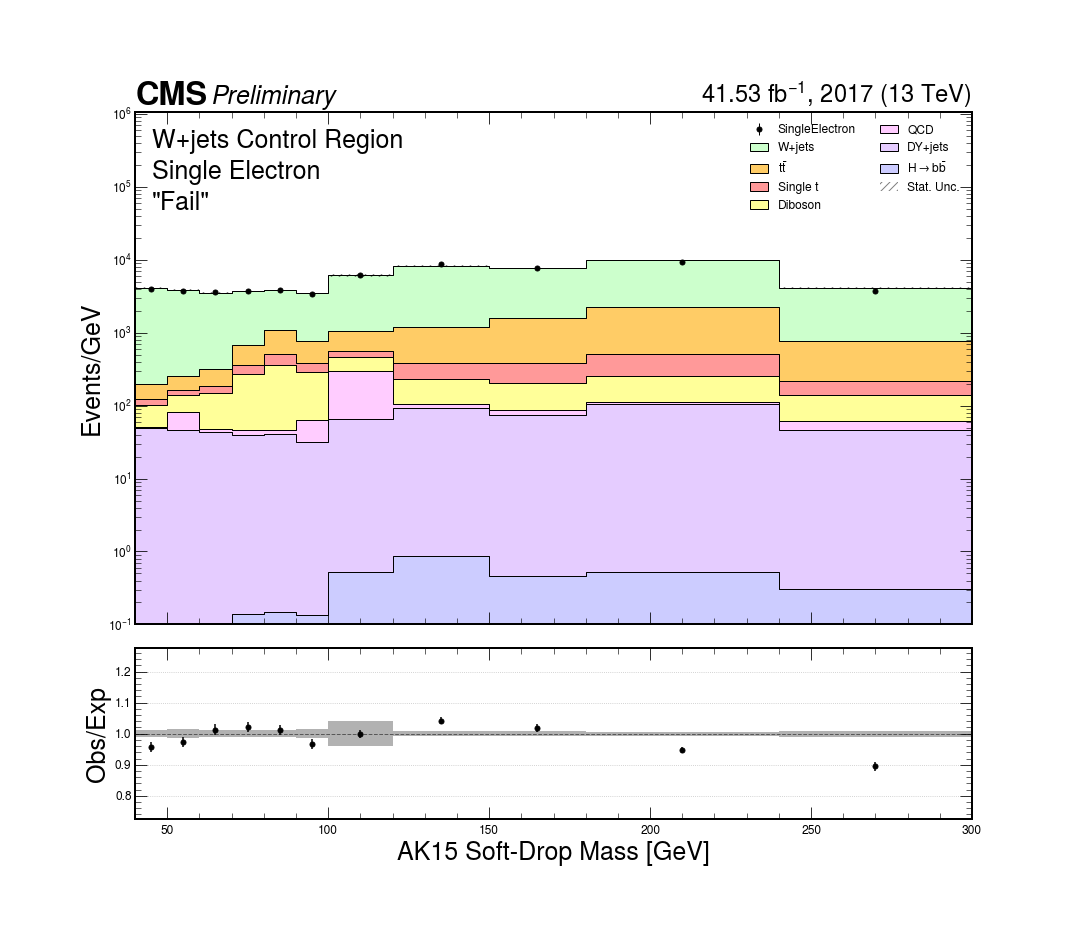 CMS Preliminary
41.53 fb⁻¹, 2017 (13 TeV)
W+jets Control Region
Single Electron
"Fail"
SingleElectron
W+jets
tt̄
Single t
Diboson
QCD
DY+jets
H→bb̄
Stat. Unc.
Events/GeV
10⁶
10⁵
10⁴
10³
10²
10¹
10⁰
10⁻¹
Obs/Exp
1.2
1.1
1.0
0.9
0.8
50 100 150 200 250 300
AK15 Soft-Drop Mass [GeV]